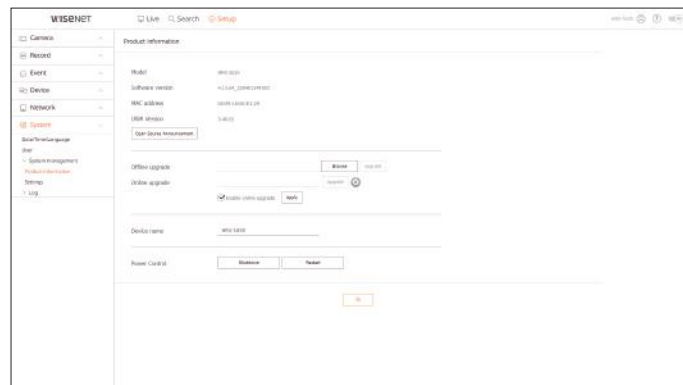 WISENET
Live Search Setup
Camera
Record
Event
Device
Network
System
Date/Time/Language
User
System management
Product information
Settings
Log
Product information
Model
Software version
MAC address
Open Source Announcement
Offline upgrade Browse Upgrade
Online upgrade Upgrade
Enable online upgrade Apply
Device name
Power Control Shutdown Restart